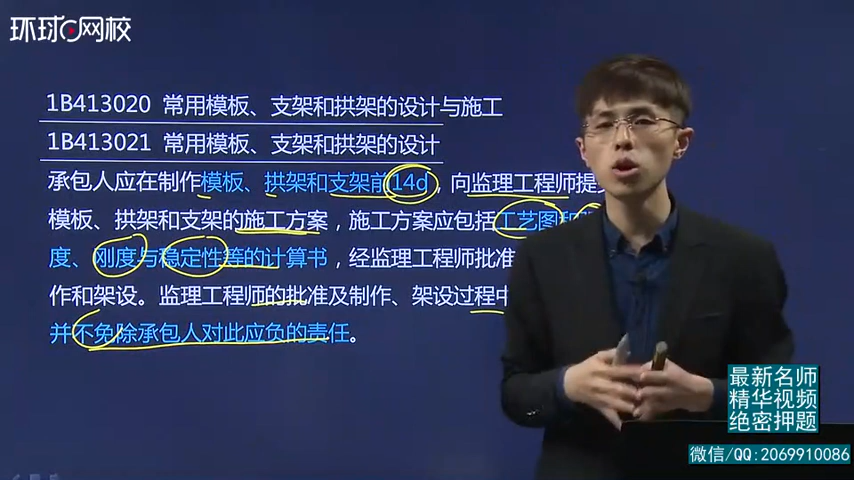 环球网校
1B413020 常用模板、支架和拱架的设计与施工
1B413021 常用模板、支架和拱架的设计
承包人应在制作模板、拱架和支架前14d，向监理工程师提
模板、拱架和支架的施工方案，施工方案应包括工艺图和
度、刚度与稳定性等的计算书，经监理工程师批准
作和架设。监理工程师的批准及制作、架设过程中
并不免除承包人对此应负的责任。
最新名师
精华视频
绝密押题
微信/QQ:2069910086